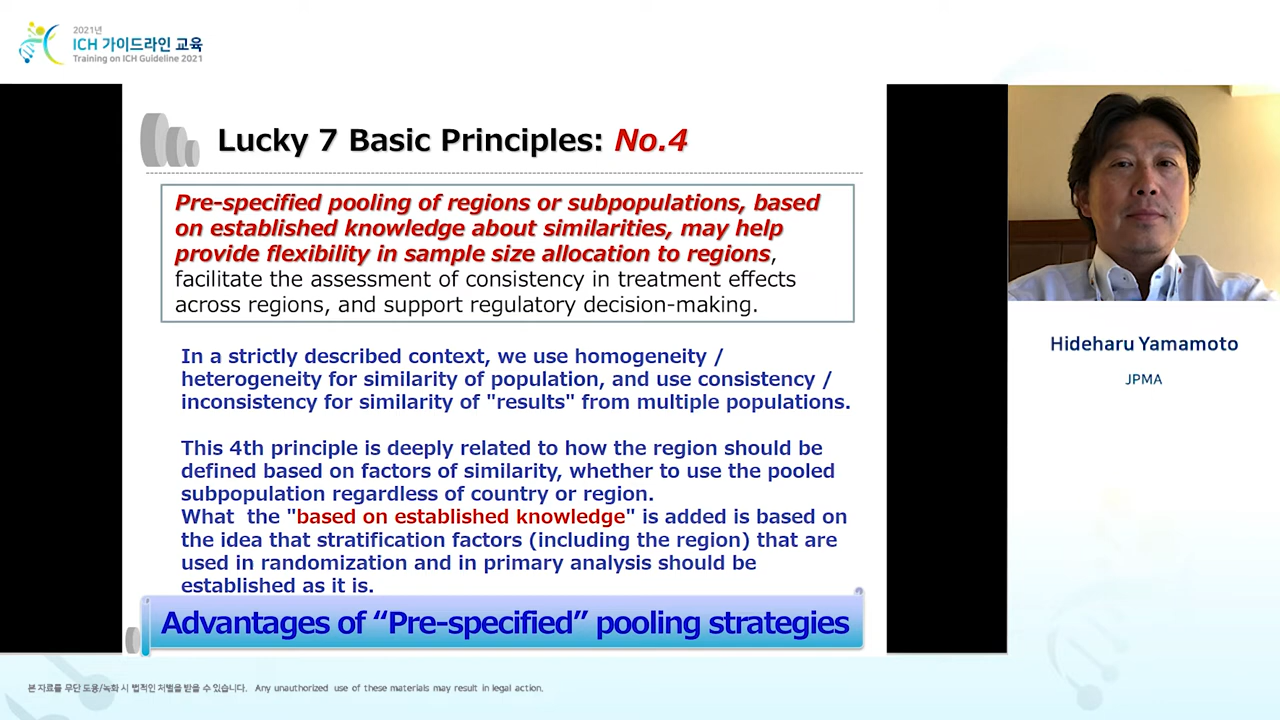 2021년
ICH 가이드라인 교육
Training on ICH Guideline 2021
Lucky 7 Basic Principles: No.4
Pre-specified pooling of regions or subpopulations, based
on established knowledge about similarities, may help
provide flexibility in sample size allocation to regions,
facilitate the assessment of consistency in treatment effects
across regions, and support regulatory decision-making.
In a strictly described context, we use homogeneity /
heterogeneity for similarity of population, and use consistency /
inconsistency for similarity of "results" from multiple populations.
This 4th principle is deeply related to how the region should be
defined based on factors of similarity, whether to use the pooled
subpopulation regardless of country or region.
What the "based on established knowledge" is added is based on
the idea that stratification factors (including the region) that are
used in randomization and in primary analysis should be
established as it is.
Advantages of “Pre-specified” pooling strategies
Hideharu Yamamoto
JPMA
본 자료를 무단 도용/녹화 시 법적인 처벌을 받을 수 있습니다. Any unauthorized use of these materials may result in legal action.